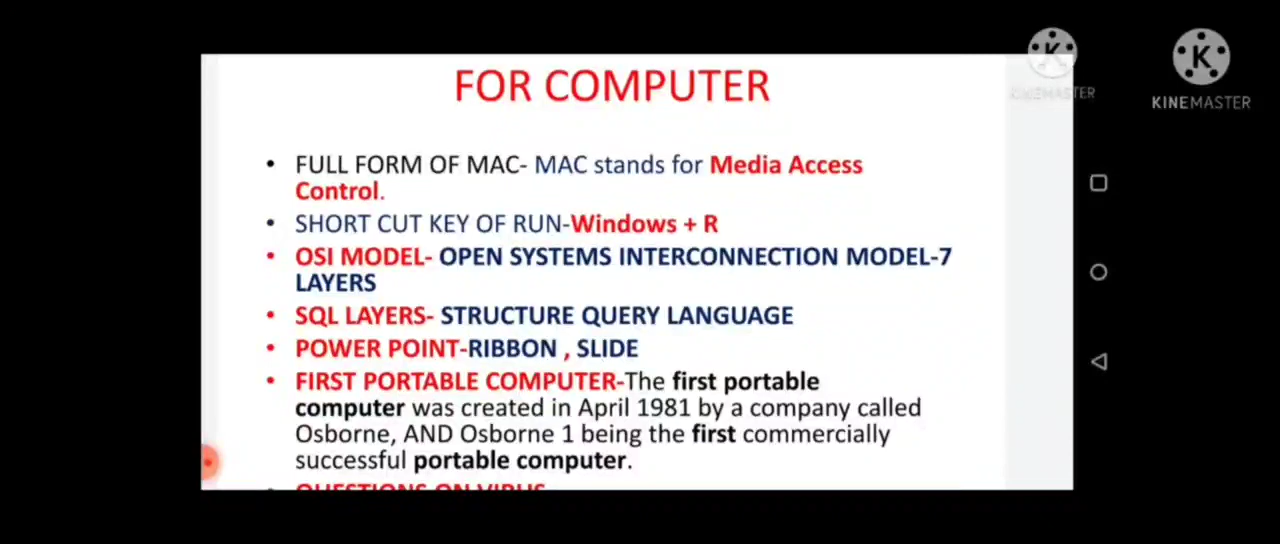 FOR COMPUTER
KINEMASTER
KINEMASTER
• FULL FORM OF MAC- MAC stands for Media Access
Control.
• SHORT CUT KEY OF RUN-Windows + R
• OSI MODEL- OPEN SYSTEMS INTERCONNECTION MODEL-7
LAYERS
• SQL LAYERS- STRUCTURE QUERY LANGUAGE
• POWER POINT-RIBBON , SLIDE
• FIRST PORTABLE COMPUTER-The first portable
computer was created in April 1981 by a company called
Osborne, AND Osborne 1 being the first commercially
successful portable computer.
• QUESTIONS ON VIRUS